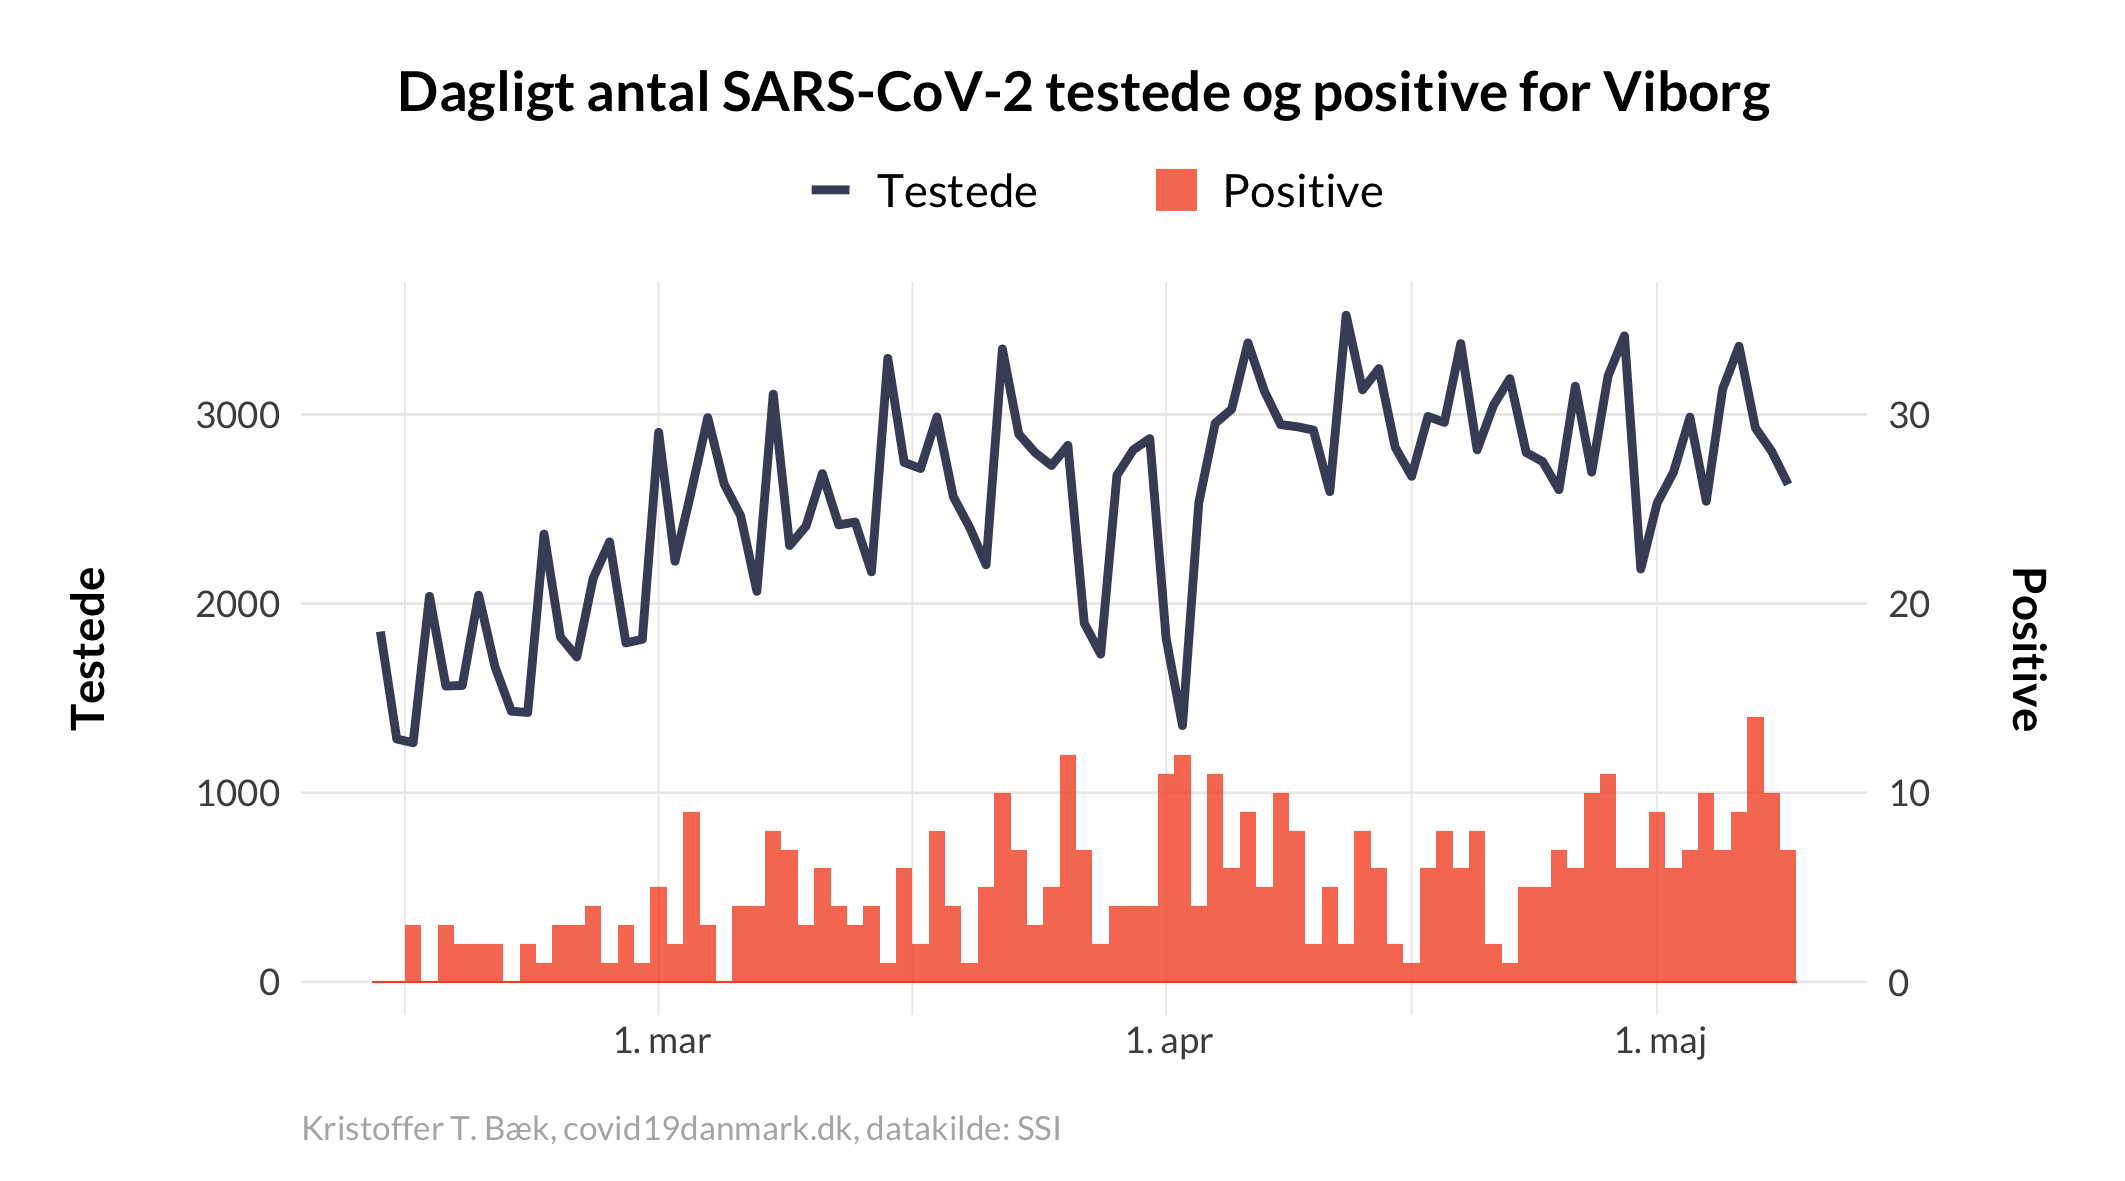 Dagligt antal SARS-CoV-2 testede og positive for Viborg
Testede
Positive
3000
2000
1000
0
Testede
30
20
10
0
Positive
1. mar
1. apr
1. maj
Kristoffer T. Bæk, covid19danmark.dk, datakilde: SSI